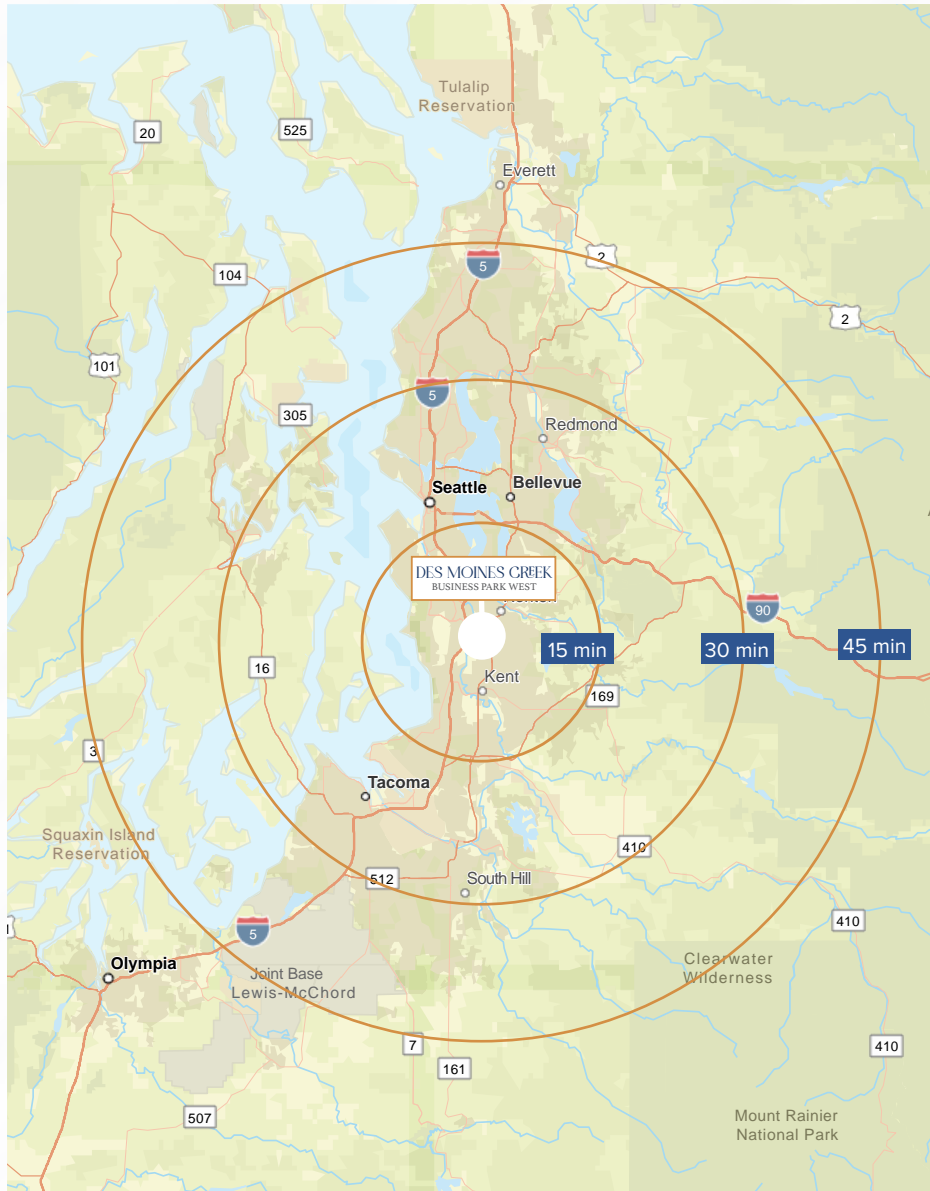 Tulalip
Reservation
20
525
Everett
5
2
104
2
101
5
305
Redmond
Seattle
Bellevue
DES MOINES CREEK
BUSINESS PARK WEST
90
15 min
30 min
45 min
16
Kent
169
3
Tacoma
Squaxin Island
Reservation
410
512
South Hill
410
5
Olympia
Joint Base
Lewis-McChord
Clearwater
Wilderness
7
410
161
507
Mount Rainier
National Park